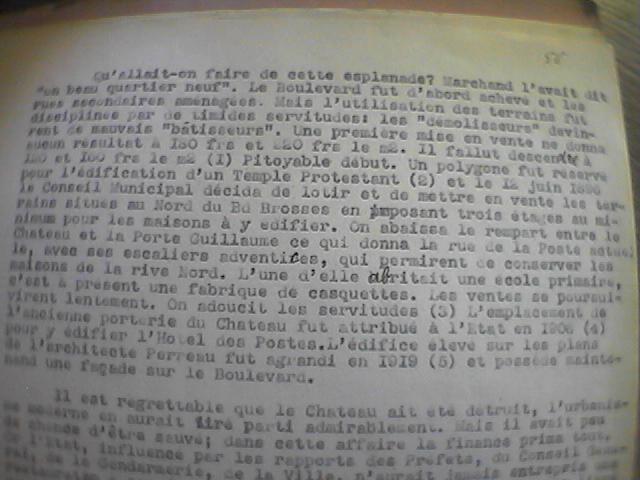 58
Qu'allait-on faire de cette esplanade? Marchand l'avait dit
"un beau quartier neuf". Le Boulevard fut d'abord achevé et les
rues secondaires aménagées. Mais l'utilisation des terrains fut
disciplinée par de timides servitudes: les "démolisseurs" devin-
rent de mauvais "bâtisseurs". Une première mise en vente ne donna
aucun résultat à 180 frs et 220 frs le m2. Il fallut descendre à
120 et 160 frs le m2 (1) Pitoyable début. Un polygone fut réservé
pour l'édification d'un Temple Protestant (2) et le 12 juin 1896
le Conseil Municipal décida de lotir et de mettre en vente les ter-
rains situés au Nord du Bd Brosses en imposant trois étages au mi-
nimum pour les maisons à y édifier. On abaissa le rempart entre le
Chateau et la Porte Guillaume ce qui donna la rue de la Poste actuel
le, avec ses escaliers adventices, qui permirent de conserver les
maisons de la rive Nord. L'une d'elle abritait une école primaire,
c'est à présent une fabrique de casquettes. Les ventes se poursui-
virent lentement. On adoucit les servitudes (3) L'emplacement de
l'ancienne porterie du Chateau fut attribué à l'Etat en 1906 (4)
pour y édifier l'Hotel des Postes. L'édifice élevé sur les plans
de l'architecte Perreau fut agrandi en 1919 (5) et possède mainte-
nand une façade sur le Boulevard.
Il est regrettable que le Chateau ait été détruit, l'urbanis-
me moderne en aurait tiré parti admirablement. Mais il avait peu
de chance d'être sauvé; dans cette affaire la finance prima tout.
de l'Etat, influencé par les rapports des Préfets, du Conseil Géné-
ral, de la Gendarmerie, de la Ville, n'aurait jamais entrepris une